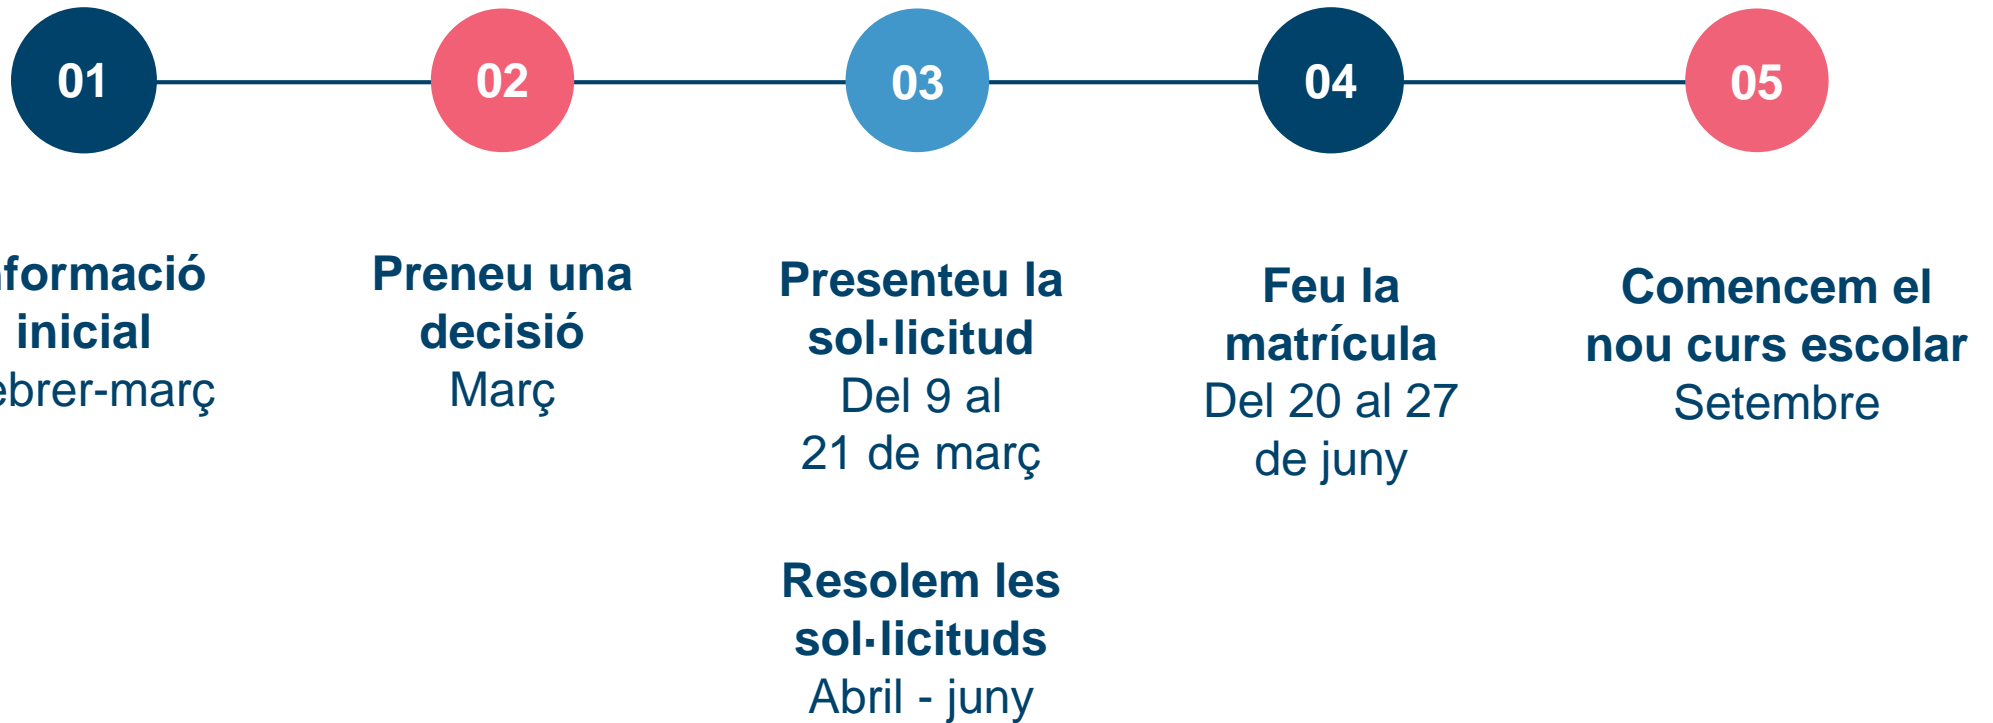 01
02
03
04
05
nformació
inicial
ebrer-març
Preneu una
decisió
Març
Presenteu la
sol·licitud
Del 9 al
21 de març
Resolem les
sol·licituds
Abril - juny
Feu la
matrícula
Del 20 al 27
de juny
Comencem el
nou curs escolar
Setembre